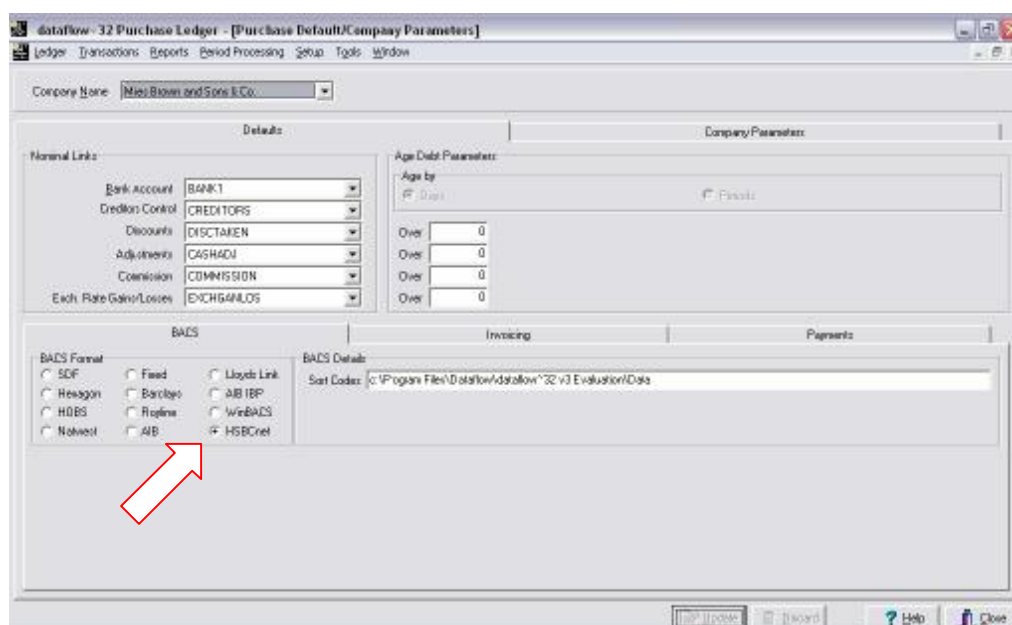 dataflow-32 Purchase Ledger - [Purchase Default/Company Parameters]
Ledger Transactions Reports Period Processing Setup Tools Window
Company Name Mies Brown and Sons & Co.
Defaults Company Parameters
Nominal Links Age Debt Parameters
Age by
Days Periods
Bank Account BANK1
Creditors Control CREDITORS
Discounts DISCTAKEN Over 0
Adjustments CASHADJ Over 0
Commission COMMISSION Over 0
Exch. Rate Gains/Losses EXCHGANLOS Over 0
BACS Invoicing Payments
BACS Format BACS Details
SDF Fixed Lloyds Link Sort Codes c:\Program Files\Dataflow\dataflow^32 v3 Evaluation\Data
Hexagon Barclays AIB IBP
HOBS Royline WinBACS
Natwest AIB HSBCnet
Update Discard Help Close